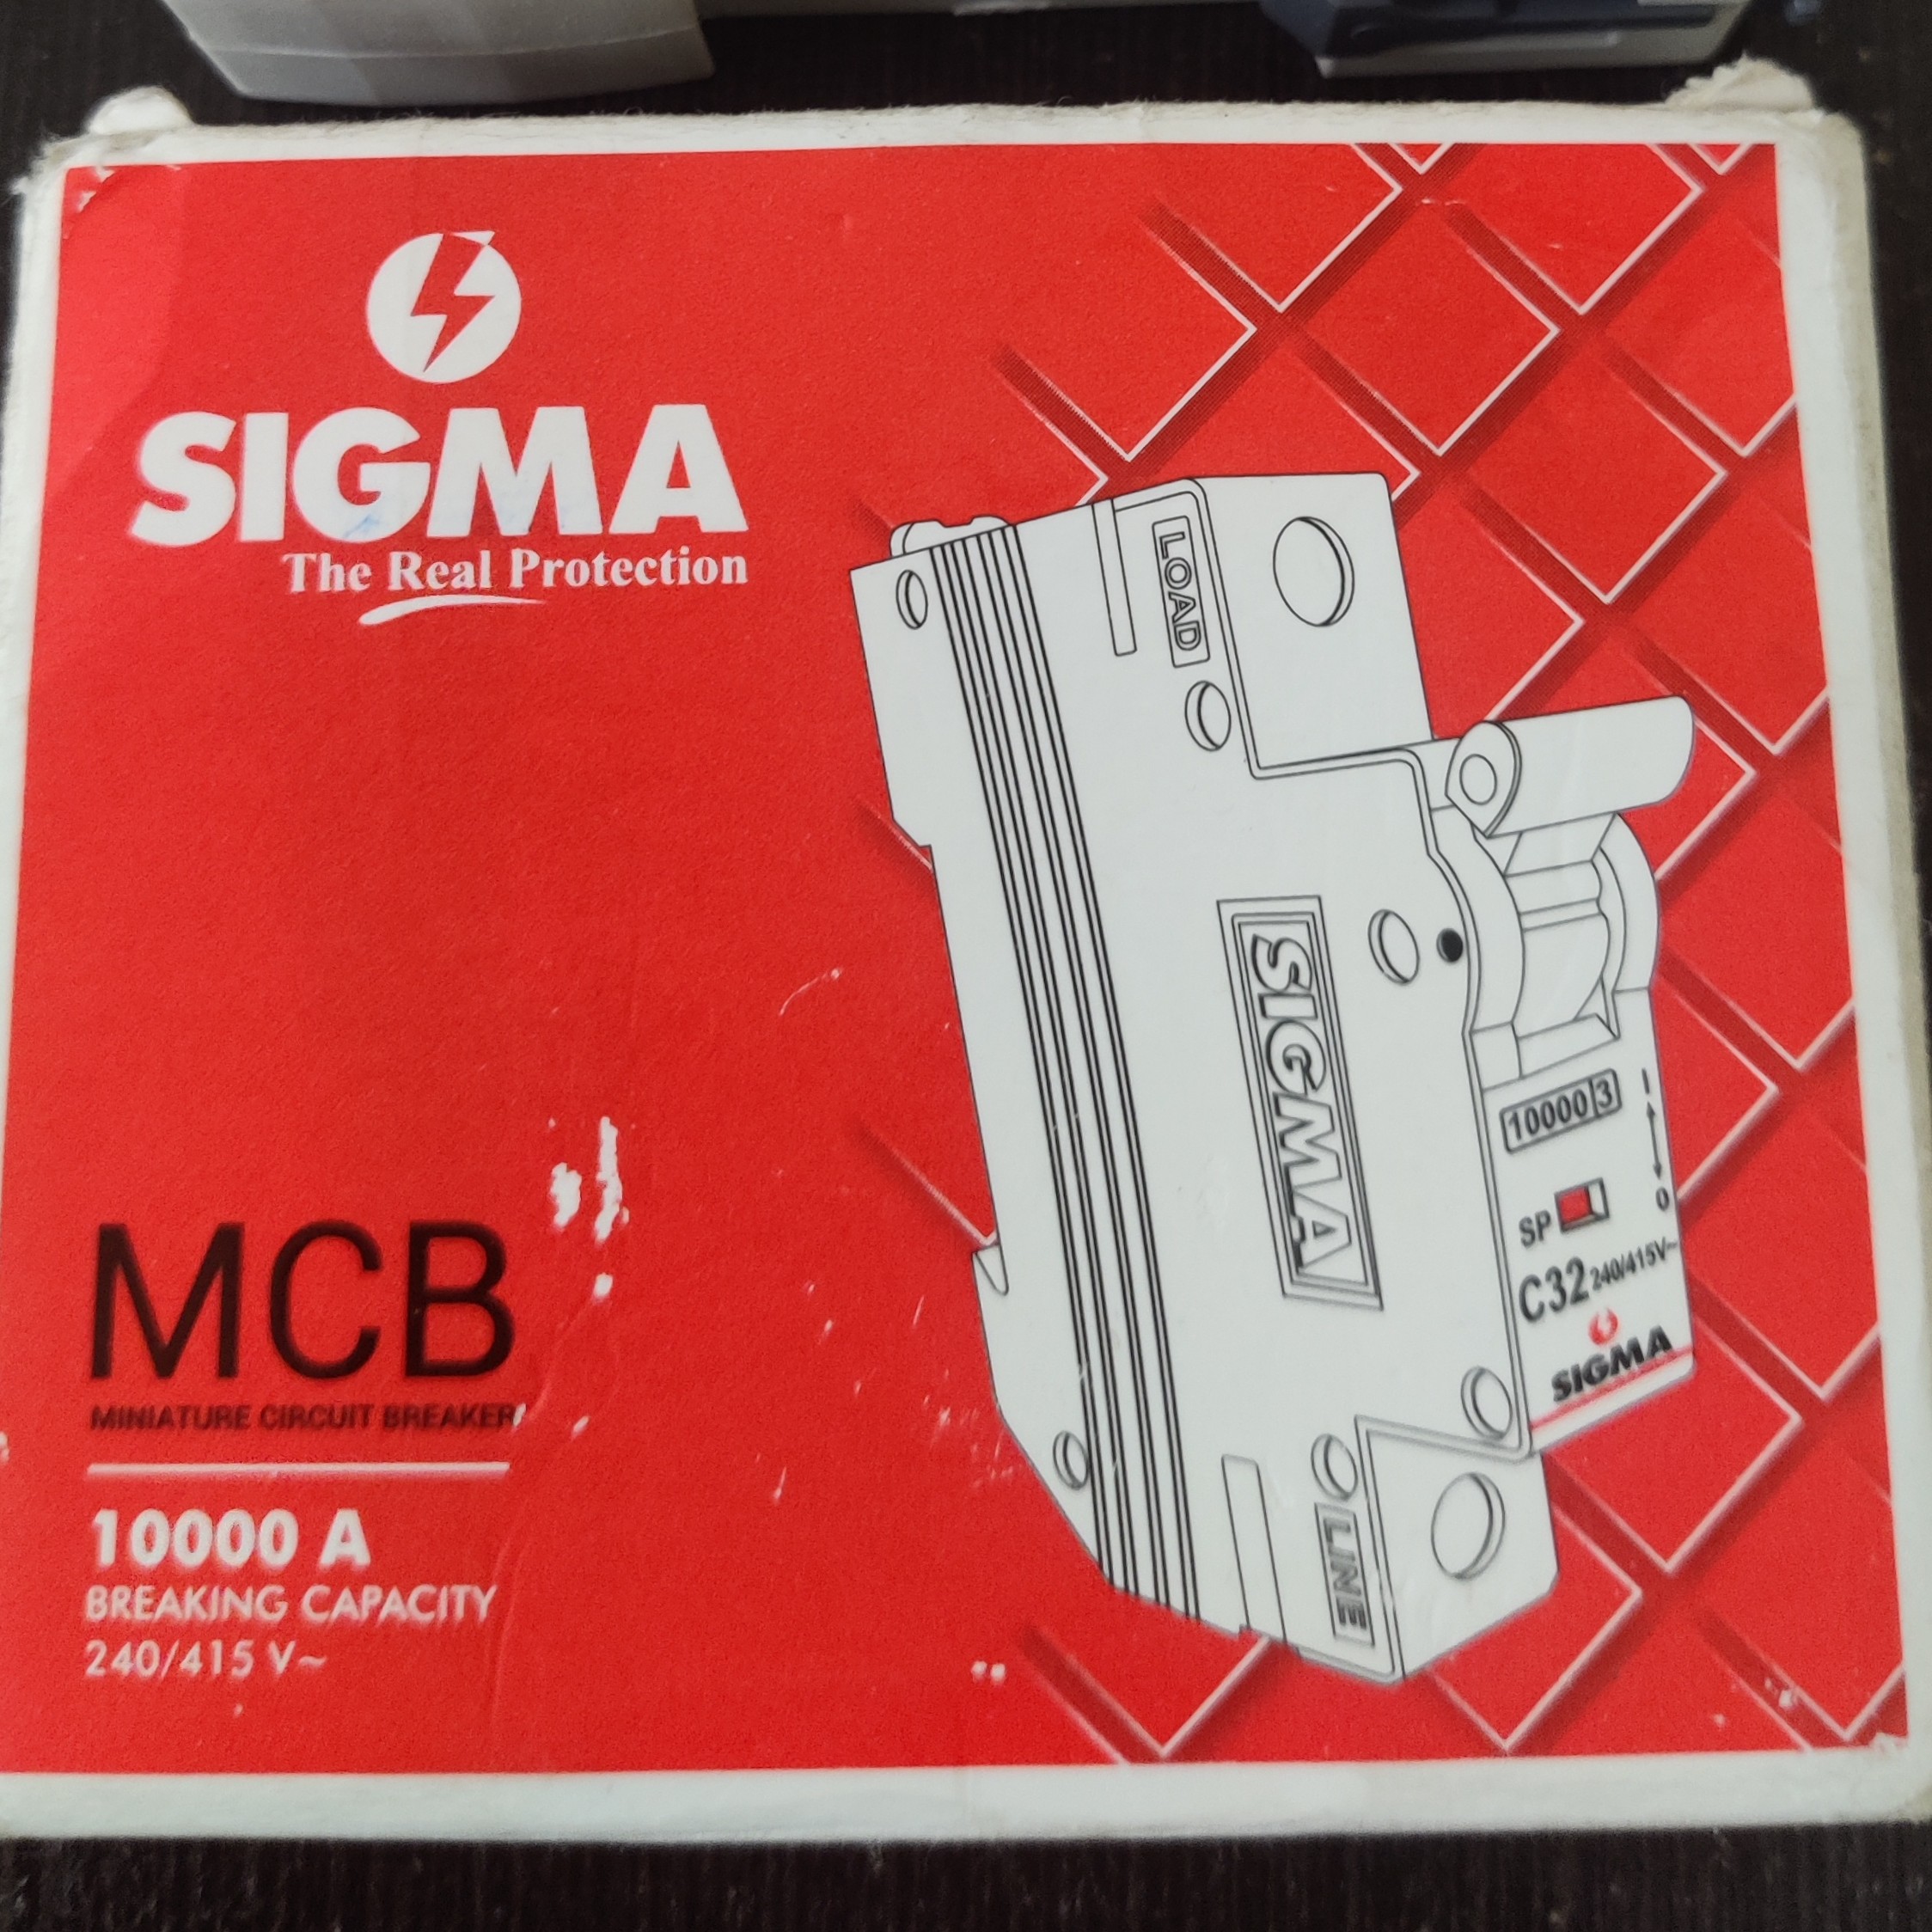 SIGMA
The Real Protection
LOAD
SIGMA
10000 3
I
0
SP
C32 240/415V~
SIGMA
LINE
MCB
MINIATURE CIRCUIT BREAKER
10000 A
BREAKING CAPACITY
240/415 V~